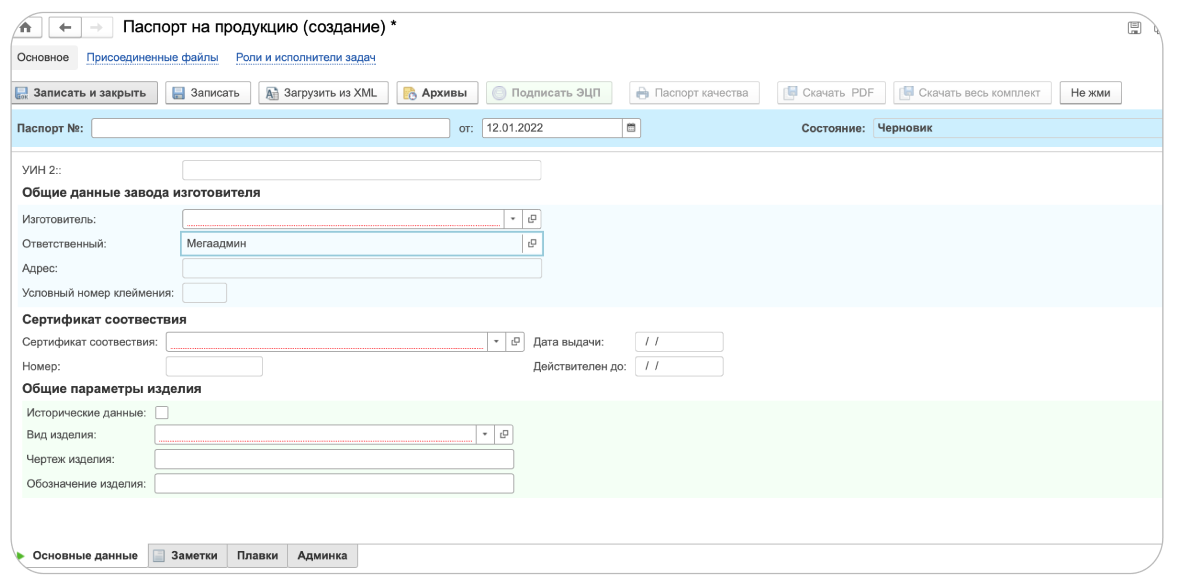 Паспорт на продукцию (создание) *
Основное Присоединенные файлы Роли и исполнители задач
Записать и закрыть Записать Загрузить из XML Архивы Подписать ЭЦП Паспорт качества Скачать PDF Скачать весь комплект Не жми
Паспорт №: от: 12.01.2022 Состояние: Черновик
УИН 2::
Общие данные завода изготовителя
Изготовитель:
Ответственный: Мегаадмин
Адрес:
Условный номер клеймения:
Сертификат соотвествия
Сертификат соотвествия: Дата выдачи: / /
Номер: Действителен до: / /
Общие параметры изделия
Исторические данные:
Вид изделия:
Чертеж изделия:
Обозначение изделия:
Основные данные Заметки Плавки Админка